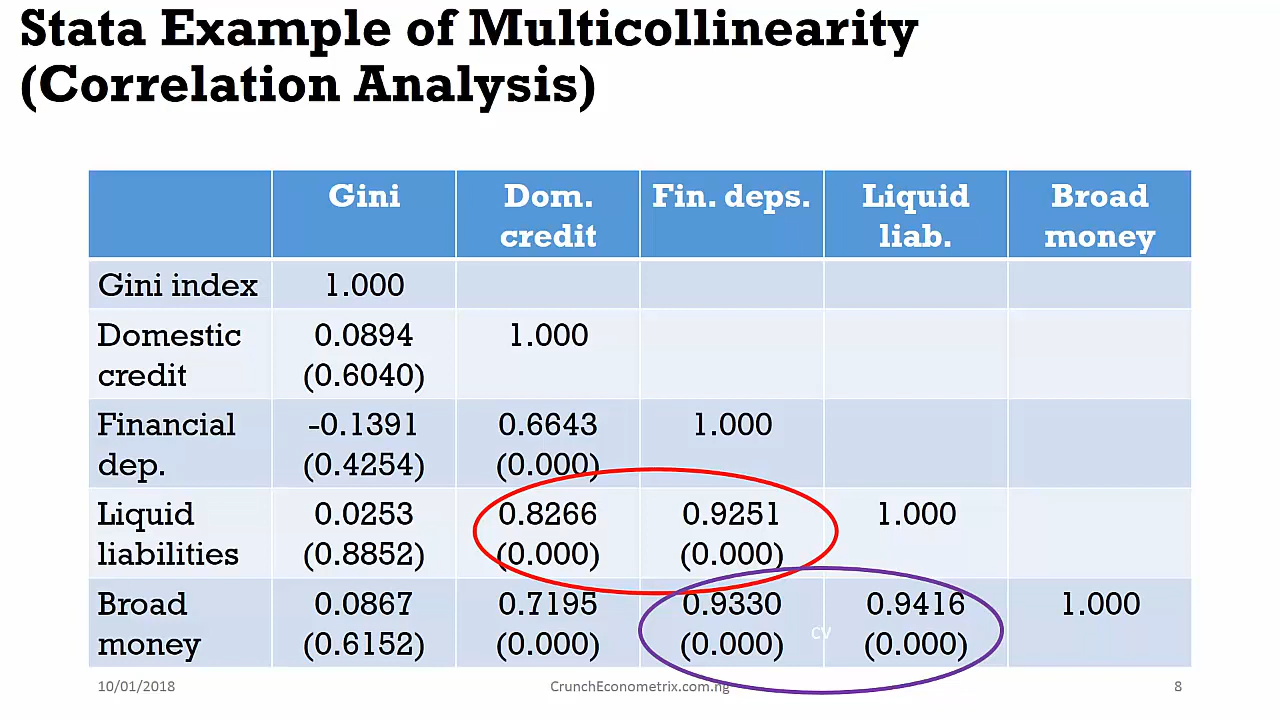 Stata Example of Multicollinearity
(Correlation Analysis)
Gini Dom. credit Fin. deps. Liquid liab. Broad money
Gini index 1.000
Domestic credit 0.0894 (0.6040) 1.000
Financial dep. -0.1391 (0.4254) 0.6643 (0.000) 1.000
Liquid liabilities 0.0253 (0.8852) 0.8266 (0.000) 0.9251 (0.000) 1.000
Broad money 0.0867 (0.6152) 0.7195 (0.000) 0.9330 (0.000) cv 0.9416 (0.000) 1.000
10/01/2018 CrunchEconometrix.com.ng 8